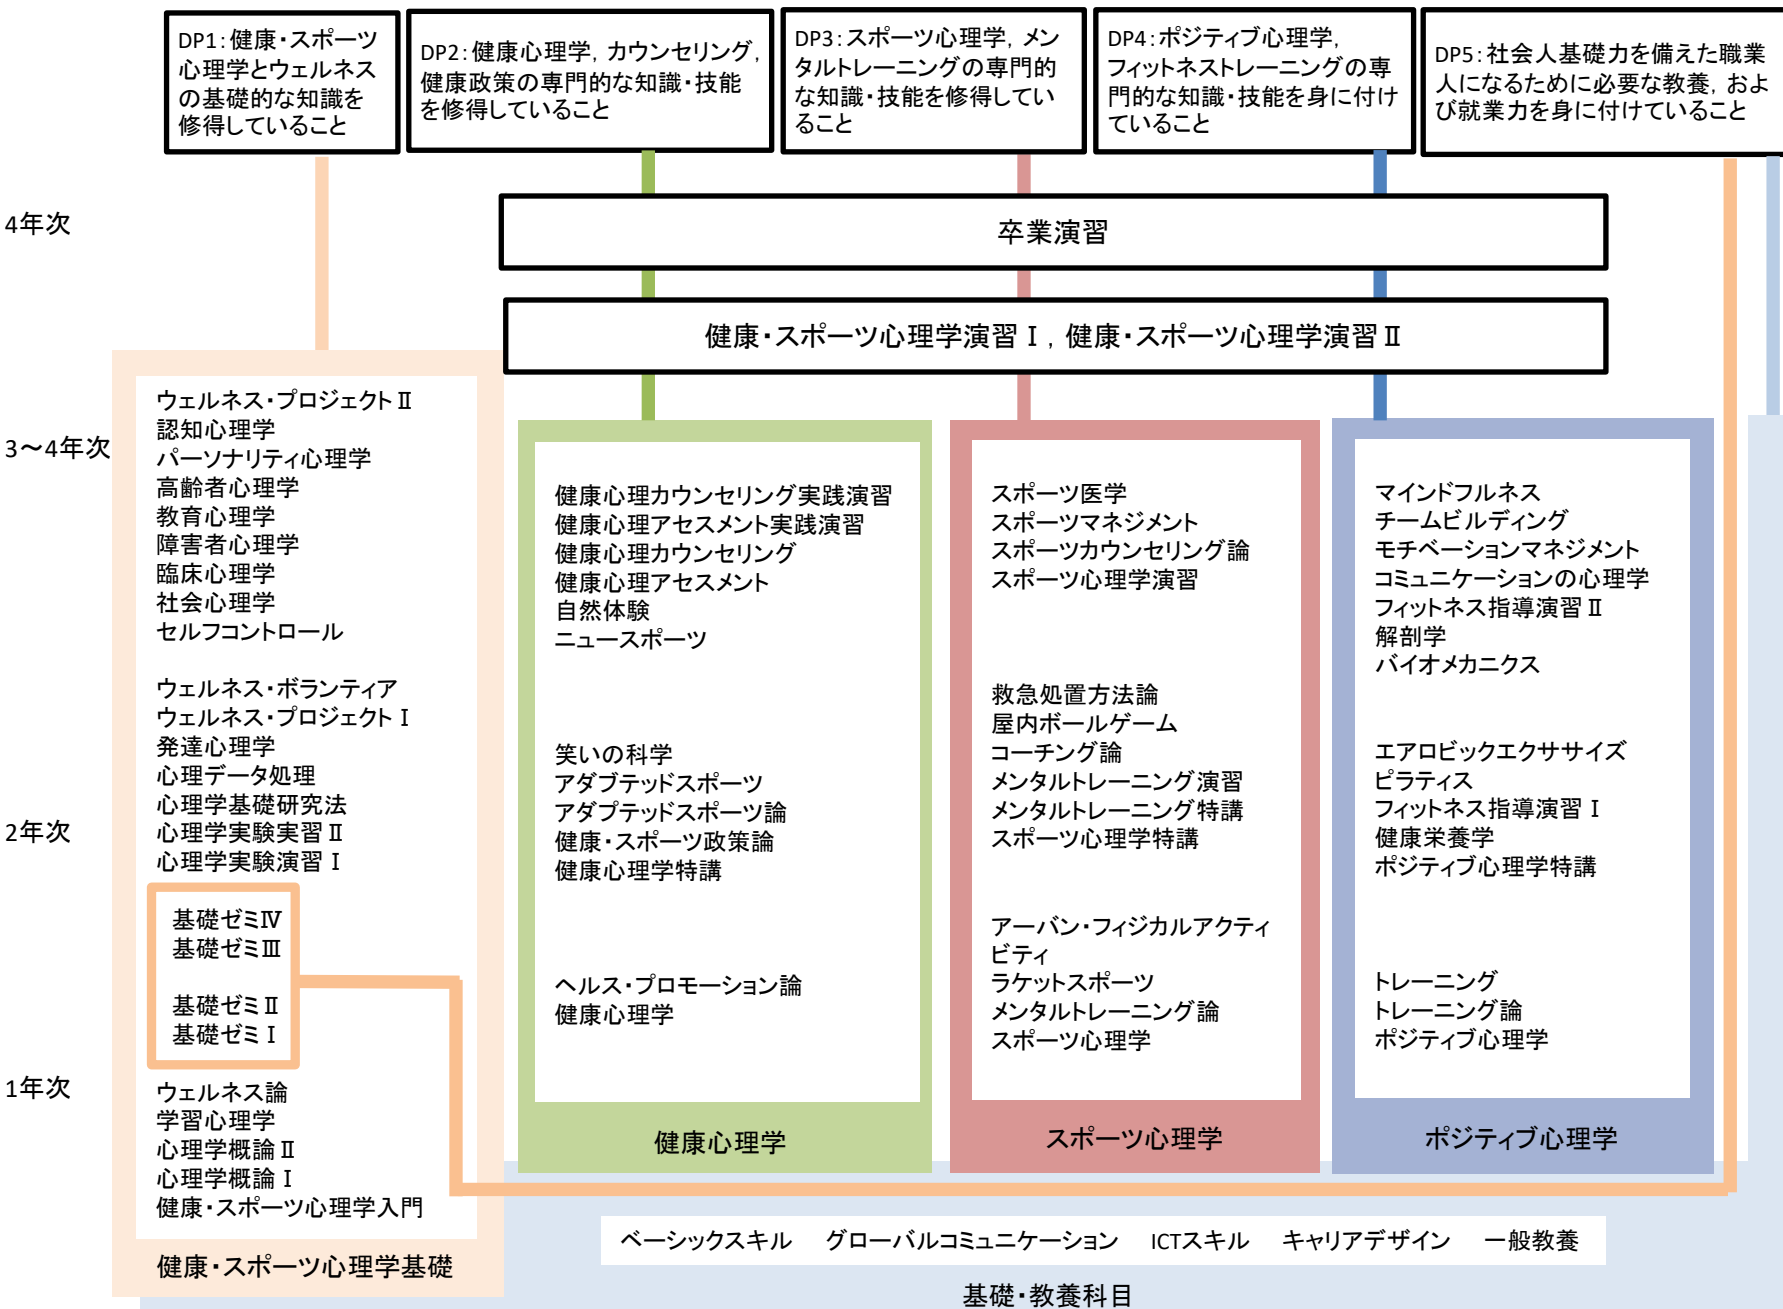 DP1：健康・スポーツ
心理学とウェルネス
の基礎的な知識を
修得していること
DP2：健康心理学，カウンセリング，
健康政策の専門的な知識・技能
を修得していること
DP3：スポーツ心理学，メン
タルトレーニングの専門的
な知識・技能を修得してい
ること
DP4：ポジティブ心理学，
フィットネストレーニングの専
門的な知識・技能を身に付け
ていること
DP5：社会人基礎力を備えた職業
人になるために必要な教養，およ
び就業力を身に付けていること
4年次
卒業演習
健康・スポーツ心理学演習Ⅰ，健康・スポーツ心理学演習Ⅱ
3～4年次
ウェルネス・プロジェクトⅡ
認知心理学
パーソナリティ心理学
高齢者心理学
教育心理学
障害者心理学
臨床心理学
社会心理学
セルフコントロール
ウェルネス・ボランティア
ウェルネス・プロジェクトⅠ
発達心理学
心理データ処理
心理学基礎研究法
心理学実験実習Ⅱ
心理学実験演習Ⅰ
2年次
基礎ゼミⅣ
基礎ゼミⅢ
基礎ゼミⅡ
基礎ゼミⅠ
1年次
ウェルネス論
学習心理学
心理学概論Ⅱ
心理学概論Ⅰ
健康・スポーツ心理学入門
健康・スポーツ心理学基礎
健康心理カウンセリング実践演習
健康心理アセスメント実践演習
健康心理カウンセリング
健康心理アセスメント
自然体験
ニュースポーツ
笑いの科学
アダブテッドスポーツ
アダプテッドスポーツ論
健康・スポーツ政策論
健康心理学特講
ヘルス・プロモーション論
健康心理学
健康心理学
スポーツ医学
スポーツマネジメント
スポーツカウンセリング論
スポーツ心理学演習
救急処置方法論
屋内ボールゲーム
コーチング論
メンタルトレーニング演習
メンタルトレーニング特講
スポーツ心理学特講
アーバン・フィジカルアクティ
ビティ
ラケットスポーツ
メンタルトレーニング論
スポーツ心理学
スポーツ心理学
マインドフルネス
チームビルディング
モチベーションマネジメント
コミュニケーションの心理学
フィットネス指導演習Ⅱ
解剖学
バイオメカニクス
エアロビックエクササイズ
ピラティス
フィットネス指導演習Ⅰ
健康栄養学
ポジティブ心理学特講
トレーニング
トレーニング論
ポジティブ心理学
ポジティブ心理学
ベーシックスキル　グローバルコミュニケーション　ICTスキル　キャリアデザイン　一般教養
基礎・教養科目